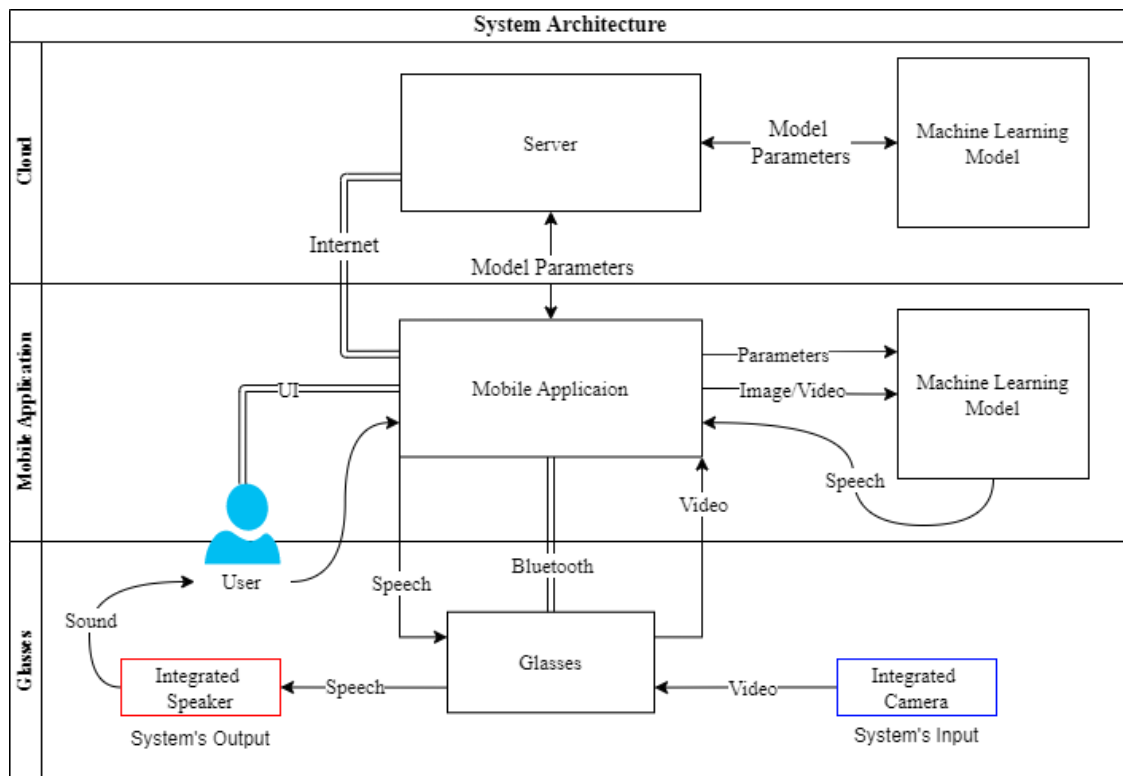 System Architecture
Cloud
Server
Model
Parameters
Machine Learning
Model
Internet
Model Parameters
Mobile Application
Mobile Applicaion
Parameters
Image/Video
Machine Learning
Model
UI
Speech
Video
User
Glasses
Bluetooth
Speech
Sound
Glasses
Integrated
Speaker
Speech
Video
Integrated
Camera
System's Output
System's Input